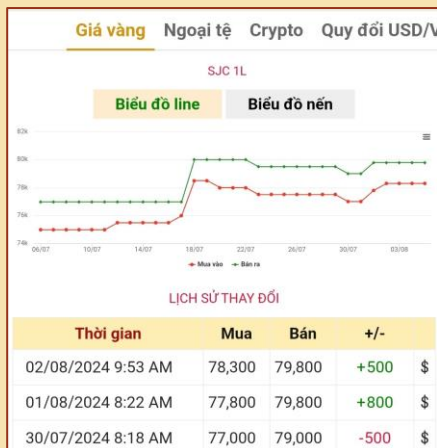 Giá vàng Ngoại tệ Crypto Quy đổi USD/V
SJC 1L
Biểu đồ line Biểu đồ nến
82k
80k
78k
76k
74k
06/07 10/07 14/07 18/07 22/07 26/07 30/07 03/08
Mua vào Bán ra
LỊCH SỬ THAY ĐỔI
Thời gian Mua Bán +/-
02/08/2024 9:53 AM 78,300 79,800 +500 $
01/08/2024 8:22 AM 77,800 79,800 +800 $
30/07/2024 8:18 AM 77,000 79,000 -500 $